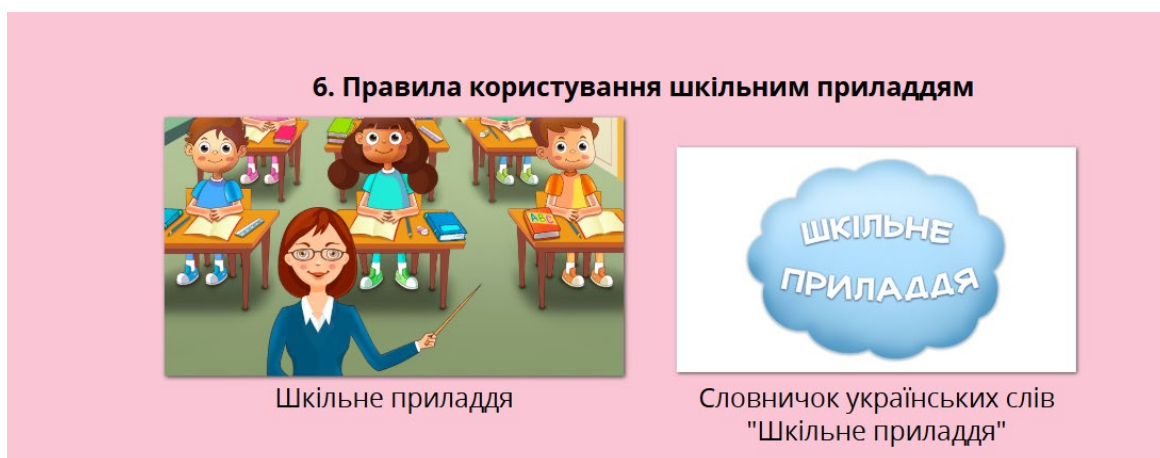 6. Правила користування шкільним приладдям
ABC
ШКІЛЬНЕ
ПРИЛАДДЯ
Шкільне приладдя
Словничок українських слів
"Шкільне приладдя"